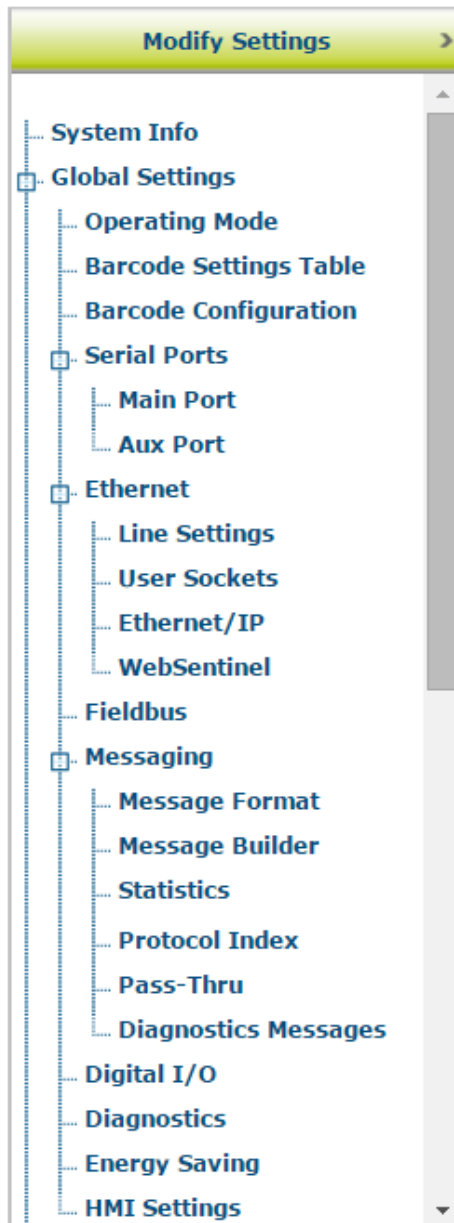 Modify Settings
System Info
Global Settings
Operating Mode
Barcode Settings Table
Barcode Configuration
Serial Ports
Main Port
Aux Port
Ethernet
Line Settings
User Sockets
Ethernet/IP
WebSentinel
Fieldbus
Messaging
Message Format
Message Builder
Statistics
Protocol Index
Pass-Thru
Diagnostics Messages
Digital I/O
Diagnostics
Energy Saving
HMI Settings